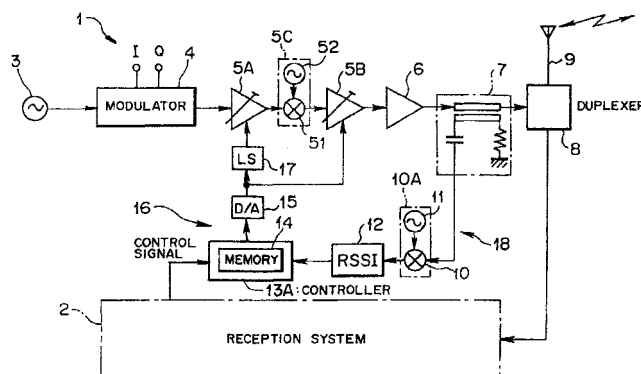 1
I Q
3
4
MODULATOR
5A
5C
52
51
5B
6
7
9
DUPLEXER
8
LS
17
D/A
15
16
14
12
10A
11
18
CONTROL
SIGNAL
MEMORY
RSSI
10
13A: CONTROLLER
2
RECEPTION SYSTEM